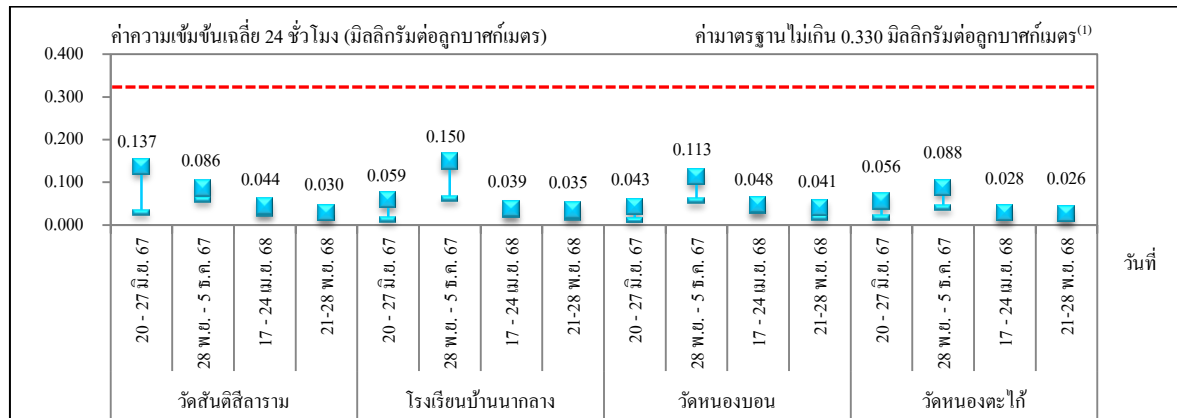 ค่าความเข้มข้นเฉลี่ย 24 ชั่วโมง (มิลลิกรัมต่อลูกบาศก์เมตร) ค่ามาตรฐานไม่เกิน 0.330 มิลลิกรัมต่อลูกบาศก์เมตร⁽¹⁾
0.400
0.300
0.200
0.100
0.000
0.137 0.086 0.044 0.030 0.059 0.150 0.039 0.035 0.043 0.113 0.048 0.041 0.056 0.088 0.028 0.026
20 - 27 มิ.ย. 67
28 พ.ย. - 5 ธ.ค. 67
17 - 24 เม.ย. 68
21-28 พ.ย. 68
20 - 27 มิ.ย. 67
28 พ.ย. - 5 ธ.ค. 67
17 - 24 เม.ย. 68
21-28 พ.ย. 68
20 - 27 มิ.ย. 67
28 พ.ย. - 5 ธ.ค. 67
17 - 24 เม.ย. 68
21-28 พ.ย. 68
20 - 27 มิ.ย. 67
28 พ.ย. - 5 ธ.ค. 67
17 - 24 เม.ย. 68
21-28 พ.ย. 68
วันที่
วัดสันติสีลาราม โรงเรียนบ้านนากลาง วัดหนองบอน วัดหนองตะไก้